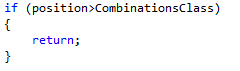 if (position>CombinationsClass)
{
    return;
}